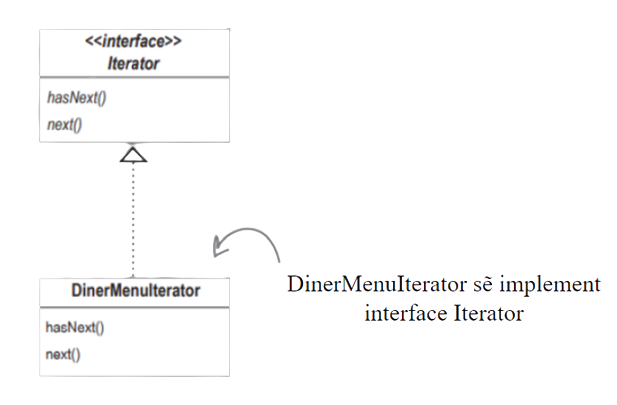 <<interface>>
Iterator
hasNext()
next()
DinerMenuIterator
hasNext()
next()
DinerMenuIterator sẽ implement
interface Iterator